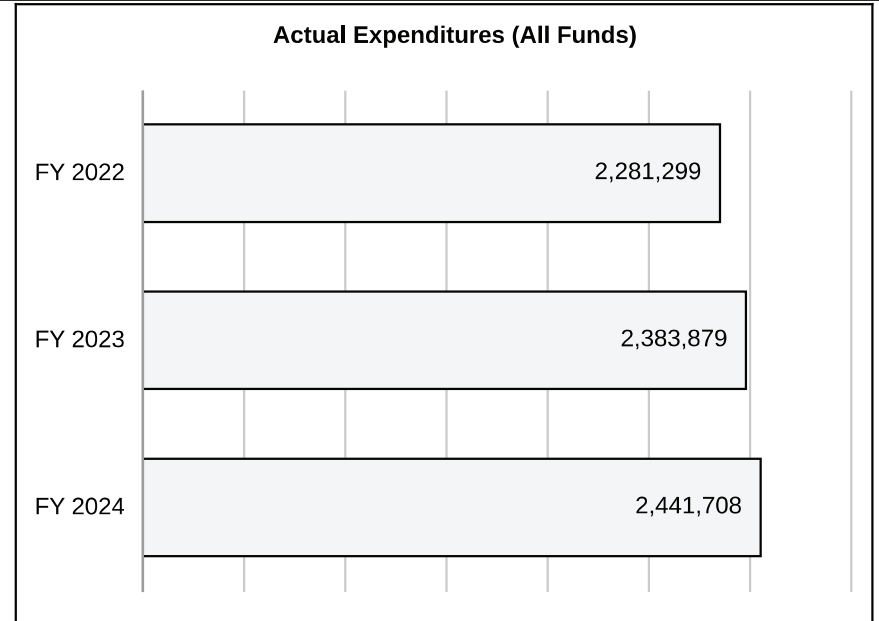 Actual Expenditures (All Funds)
FY 2022 2,281,299
FY 2023 2,383,879
FY 2024 2,441,708